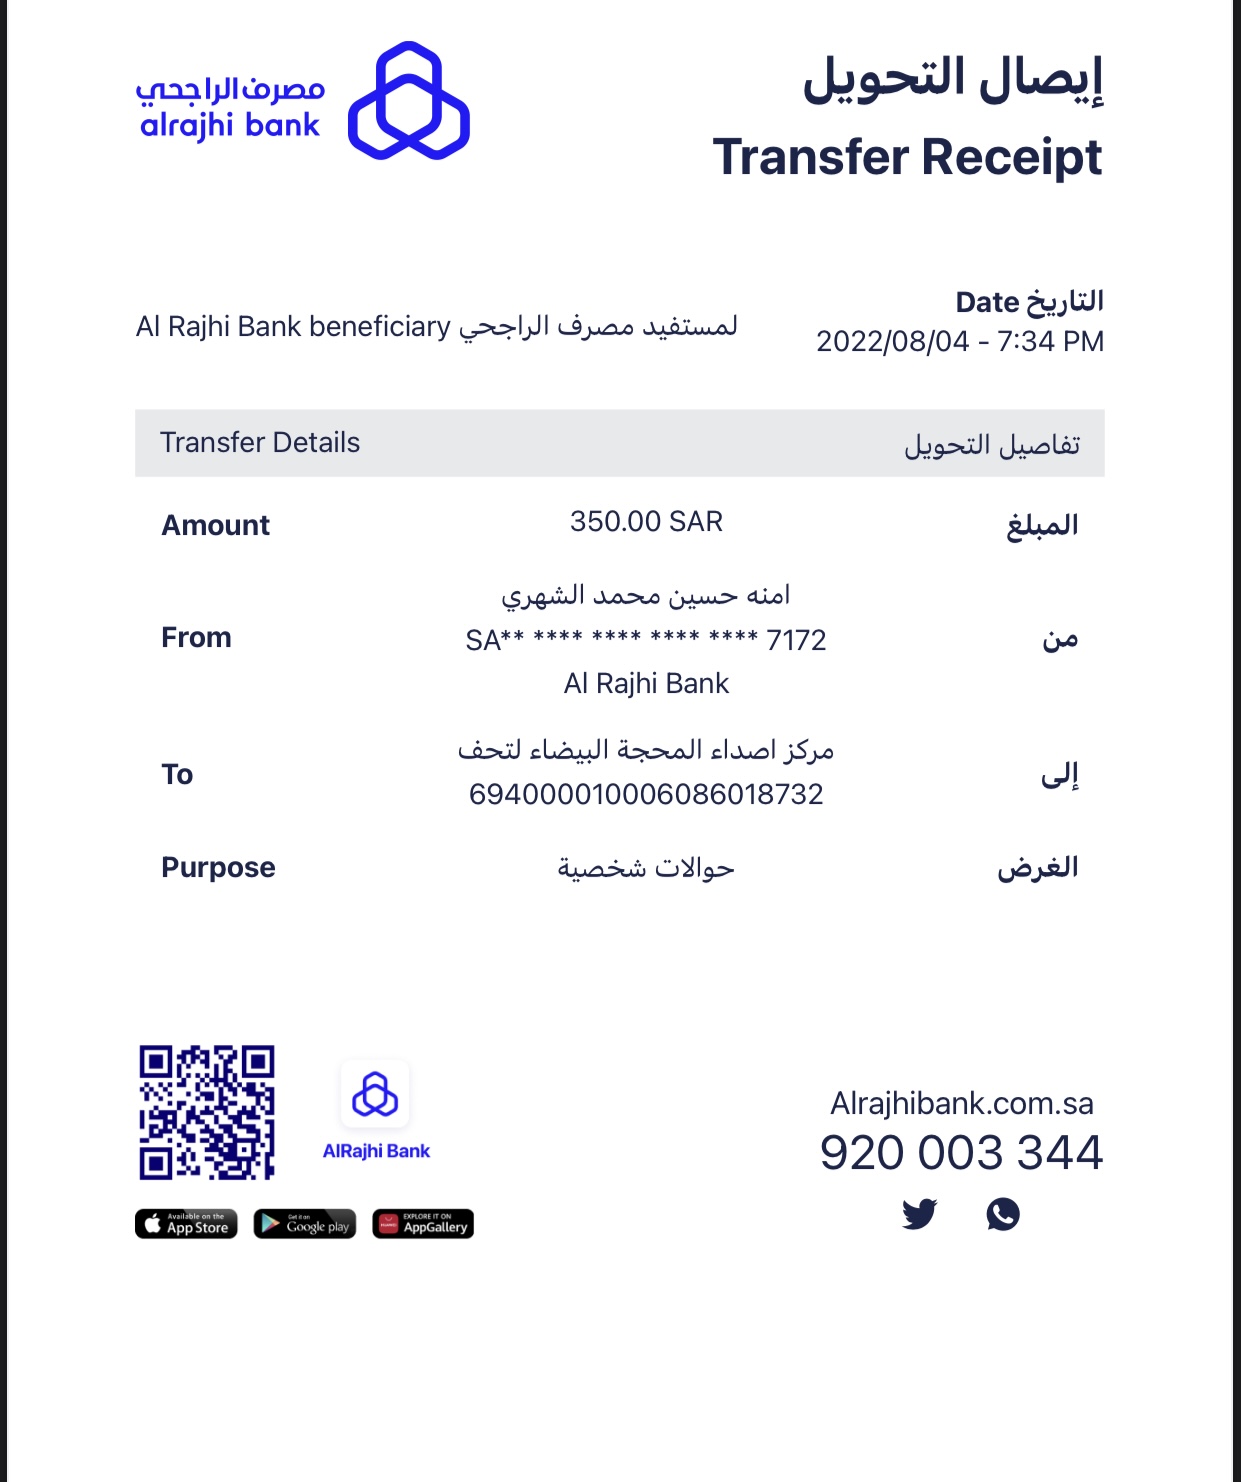 مصرف الراجحي
alrajhi bank
إيصال التحويل
Transfer Receipt
التاريخ Date
2022/08/04 - 7:34 PM
Al Rajhi Bank beneficiary لمستفيد مصرف الراجحي
Transfer Details تفاصيل التحويل
Amount 350.00 SAR المبلغ
امنه حسين محمد الشهري
From SA** **** **** **** **** 7172 من
Al Rajhi Bank
مركز اصداء المحجة البيضاء لتحف
To إلى
694000010006086018732
Purpose حوالات شخصية الغرض
AlRajhi Bank
Available on the App Store
Get it on Google play
EXPLORE IT ON AppGallery
HUAWEI
Alrajhibank.com.sa
920 003 344